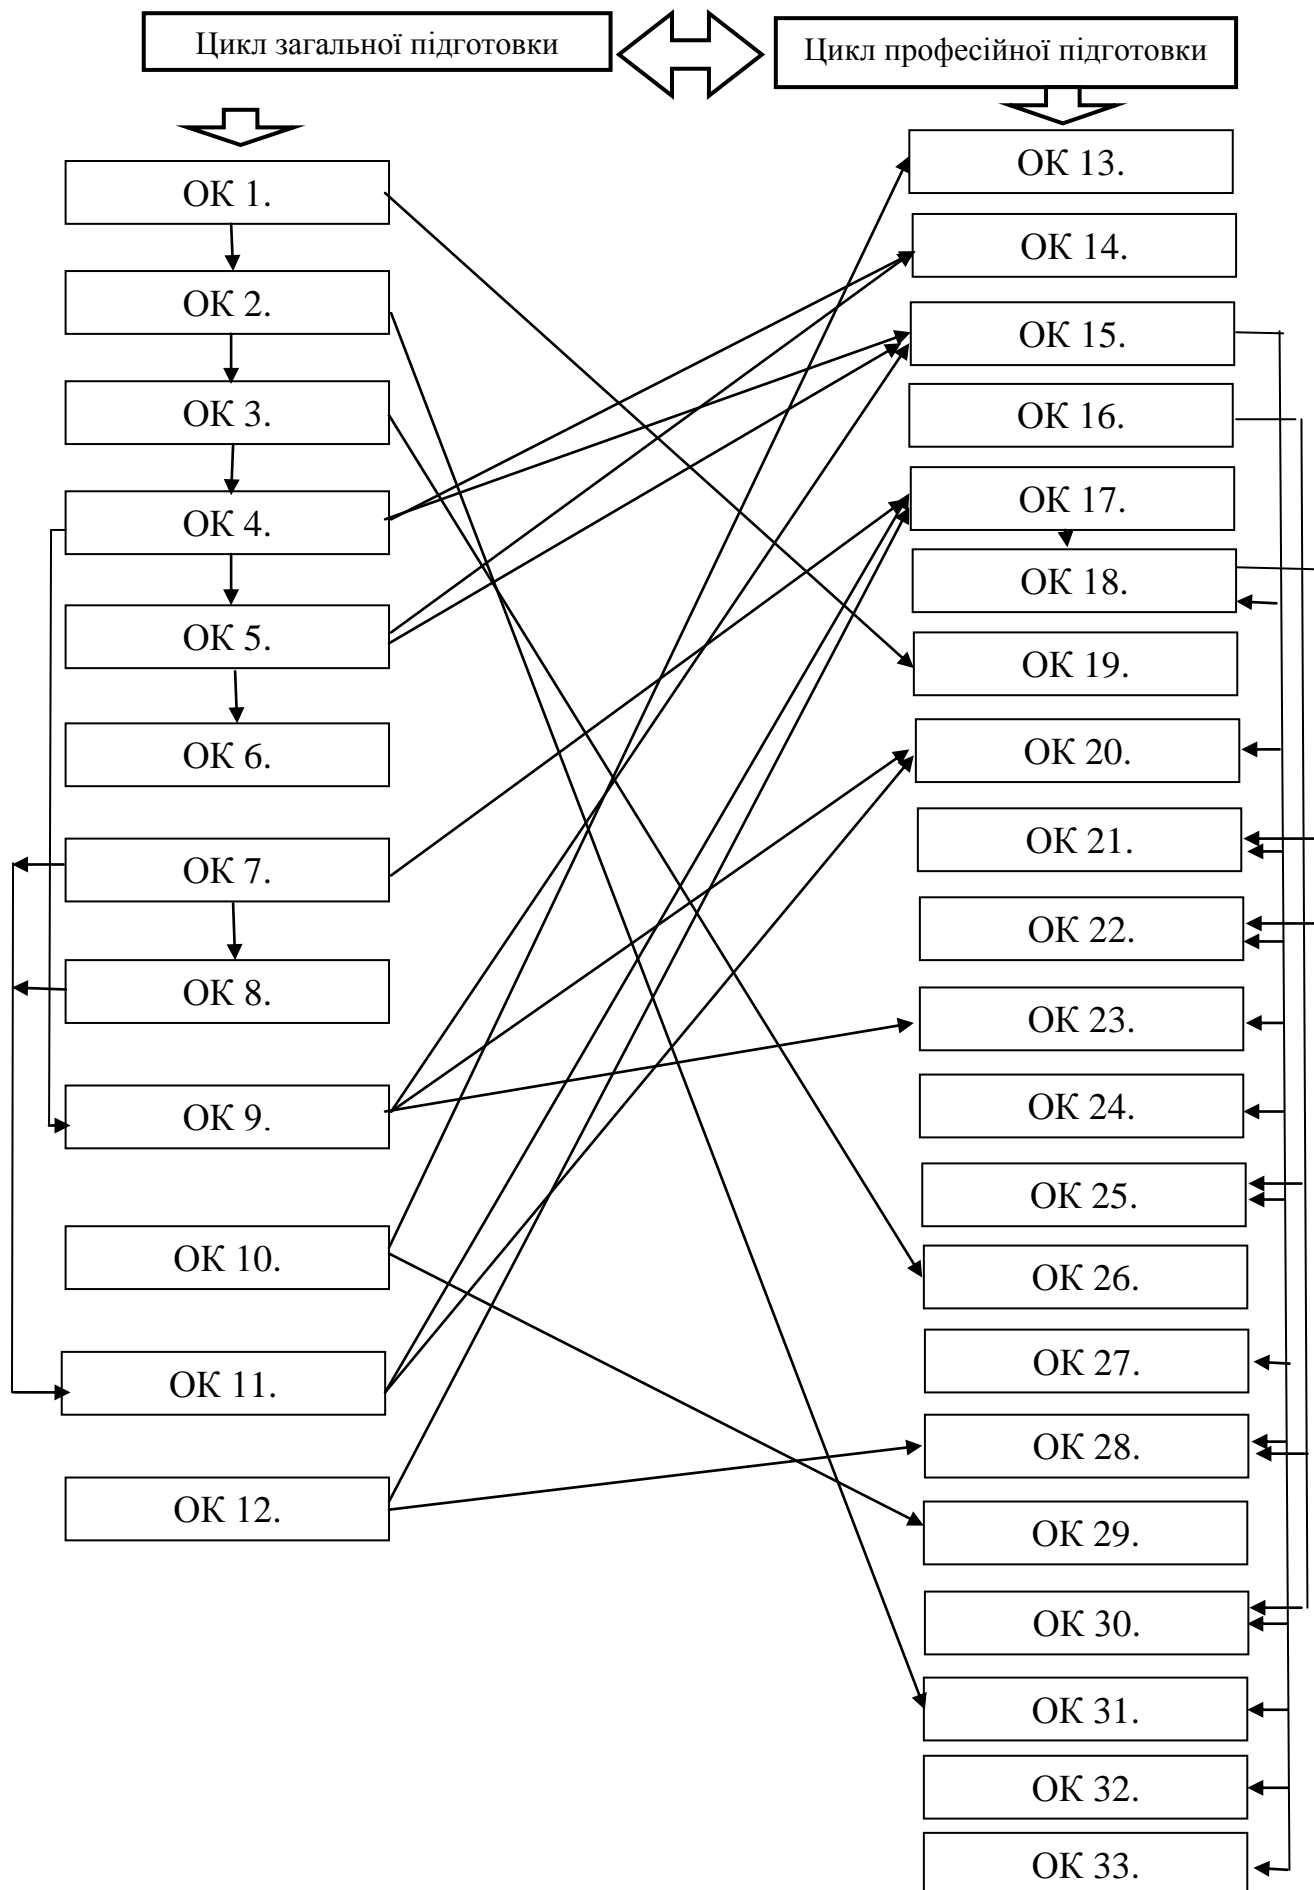 Цикл загальної підготовки
Цикл професійної підготовки
ОК 1.
ОК 2.
ОК 3.
ОК 4.
ОК 5.
ОК 6.
ОК 7.
ОК 8.
ОК 9.
ОК 10.
ОК 11.
ОК 12.
ОК 13.
ОК 14.
ОК 15.
ОК 16.
ОК 17.
ОК 18.
ОК 19.
ОК 20.
ОК 21.
ОК 22.
ОК 23.
ОК 24.
ОК 25.
ОК 26.
ОК 27.
ОК 28.
ОК 29.
ОК 30.
ОК 31.
ОК 32.
ОК 33.